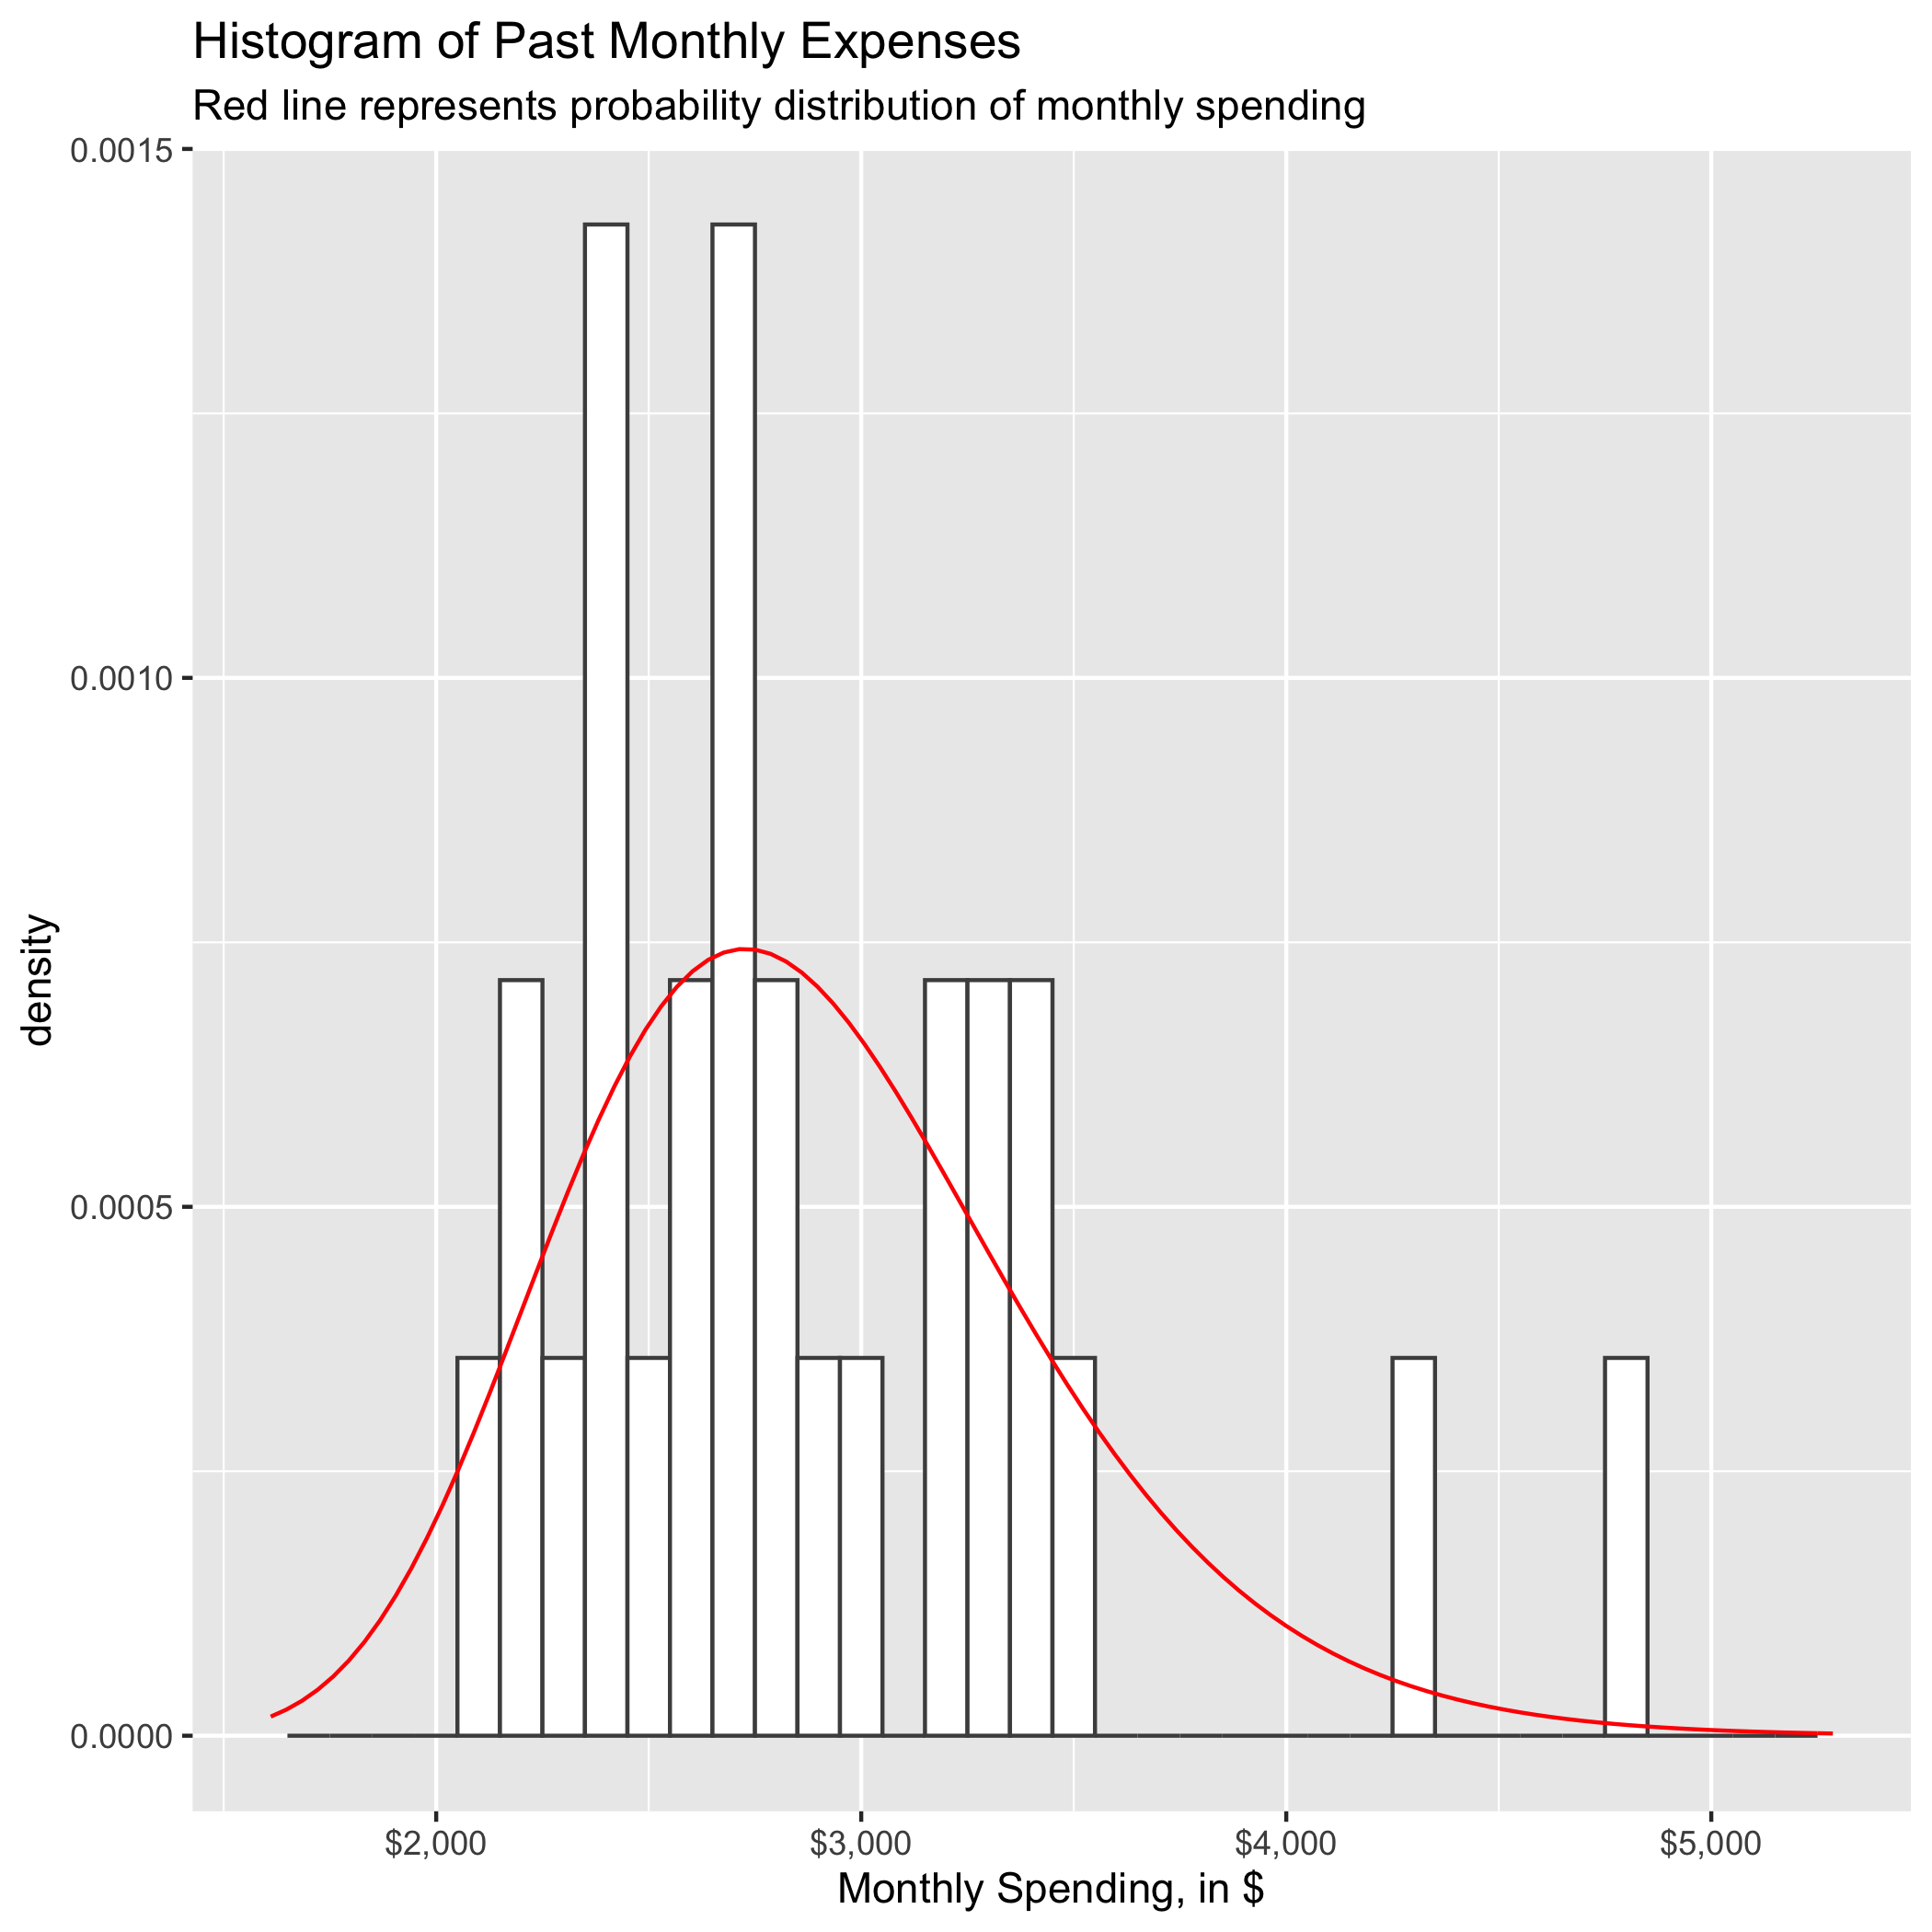 Histogram of Past Monthly Expenses
Red line represents probability distribution of monthly spending
0.0015
0.0010
0.0005
0.0000
density
$2,000
$3,000
$4,000
$5,000
Monthly Spending, in $